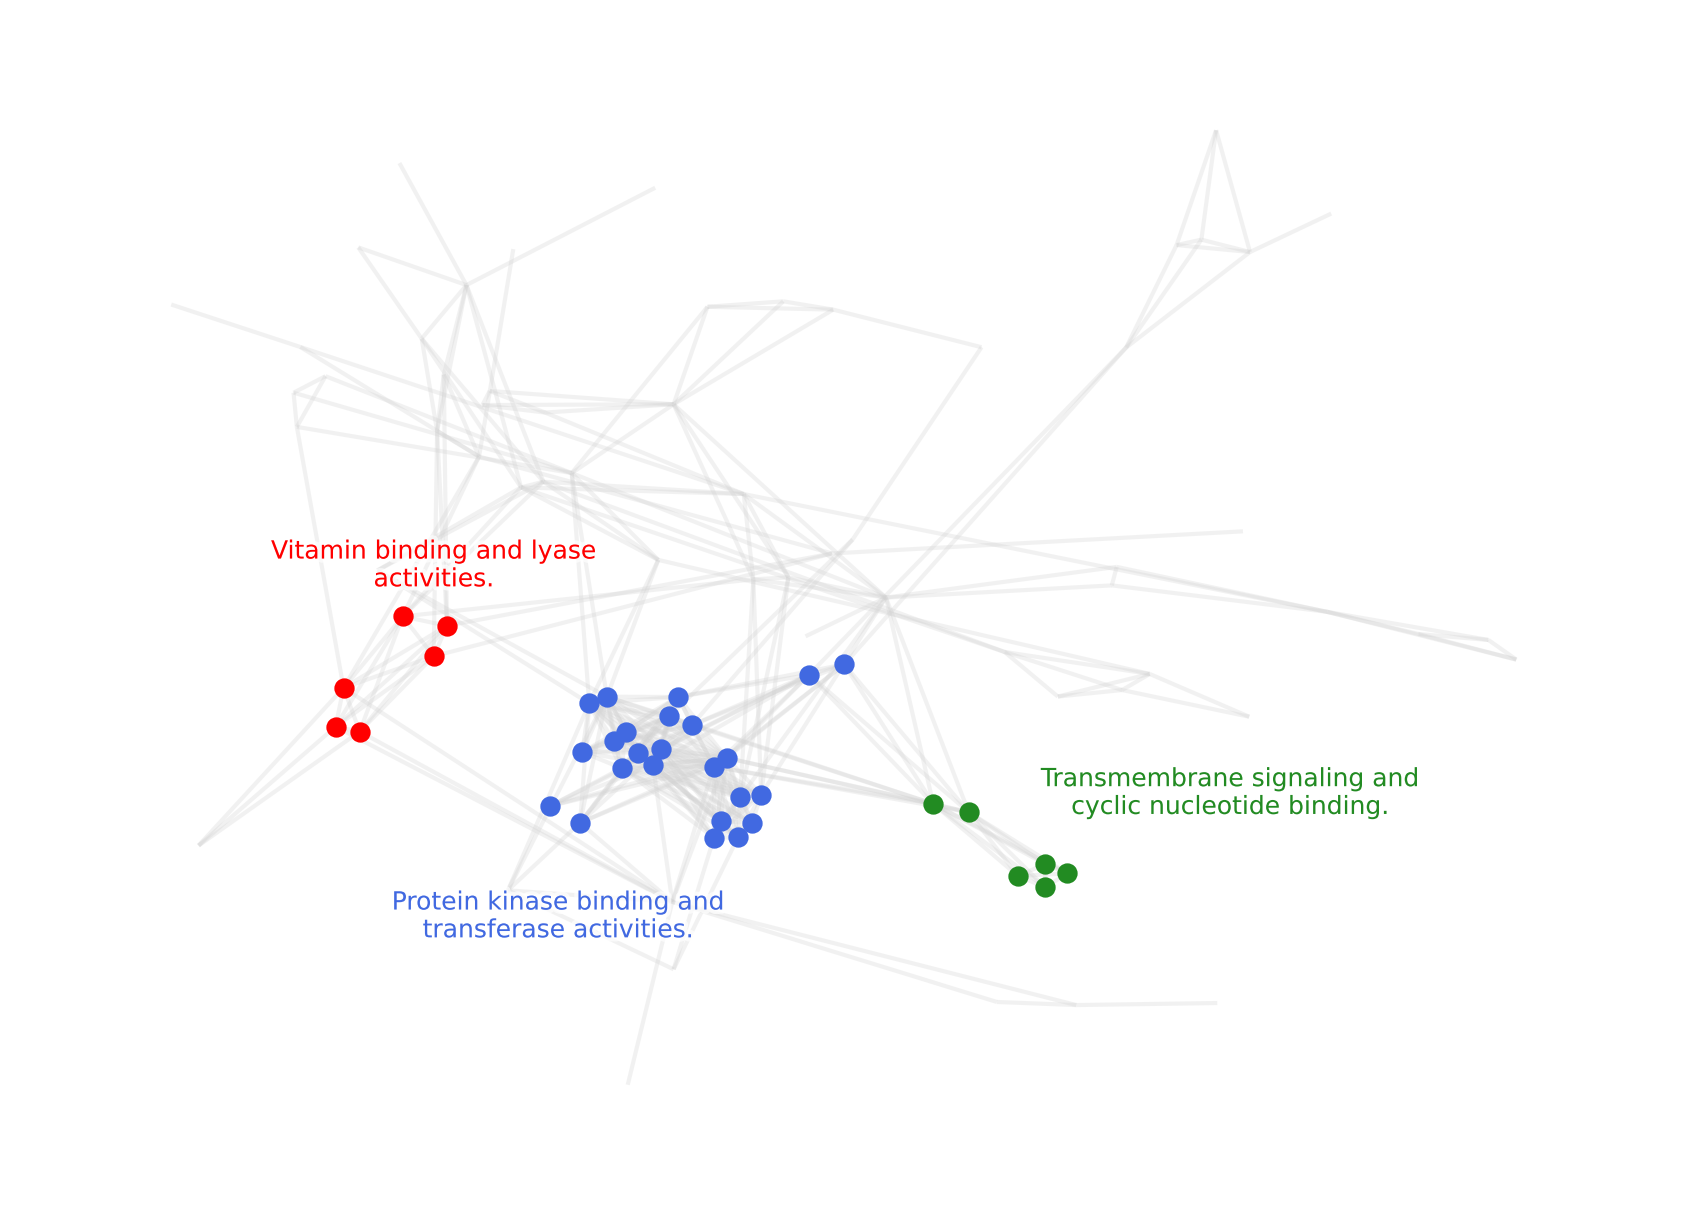 Vitamin binding and lyase
activities.
Transmembrane signaling and
cyclic nucleotide binding.
Protein kinase binding and
transferase activities.